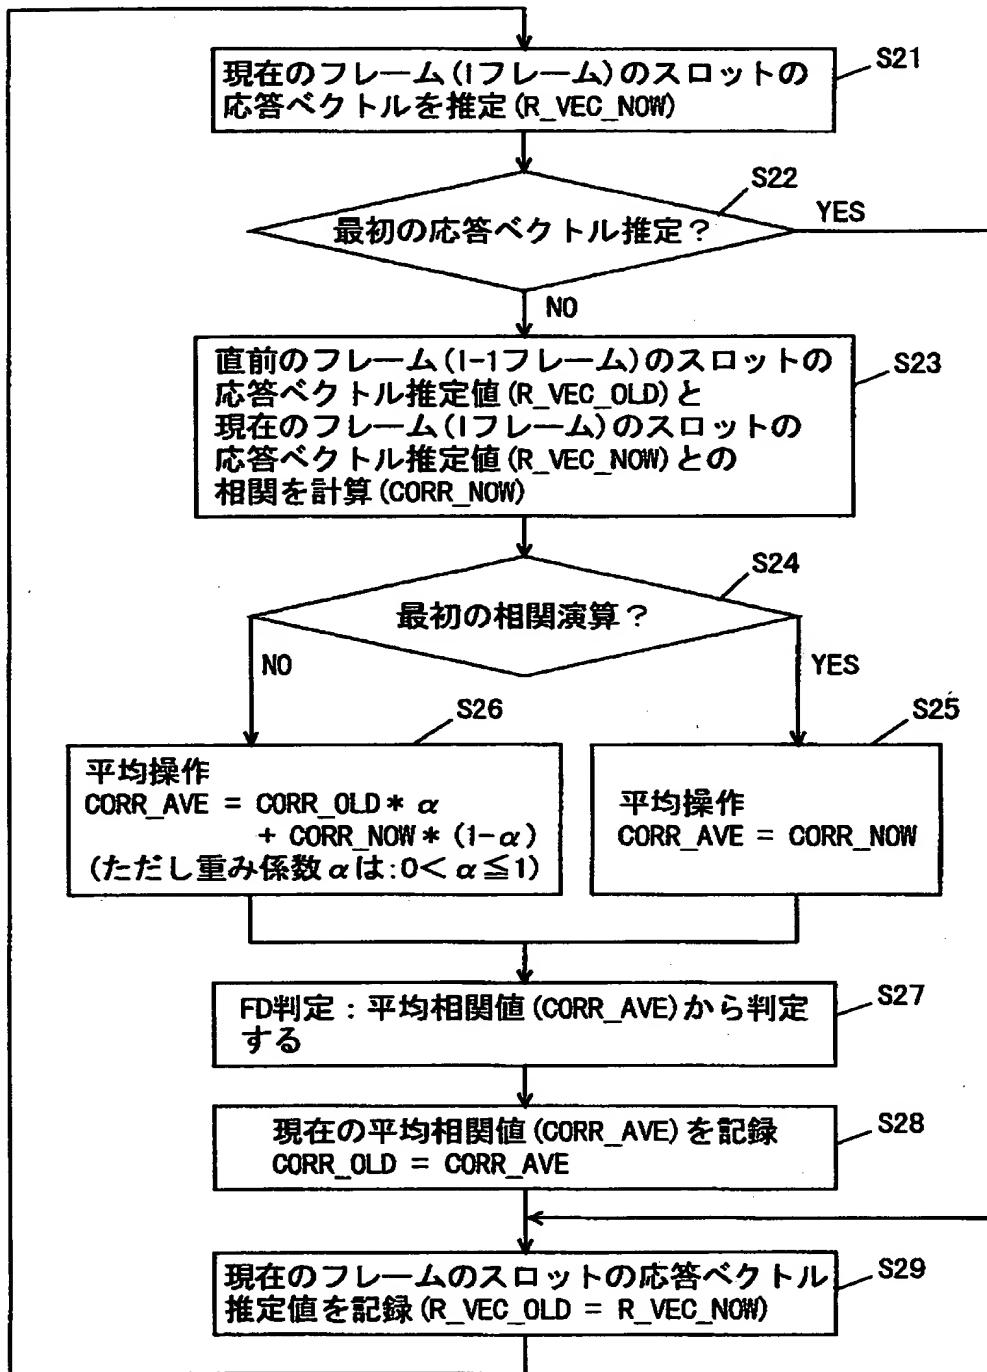 S21
現在のフレーム(Iフレーム)のスロットの
応答ベクトルを推定(R_VEC_NOW)
S22
最初の応答ベクトル推定?
YES
NO
直前のフレーム(I-1フレーム)のスロットの
応答ベクトル推定値(R_VEC_OLD)と
現在のフレーム(Iフレーム)のスロットの
応答ベクトル推定値(R_VEC_NOW)との
相関を計算(CORR_NOW)
S23
S24
最初の相関演算?
NO
YES
S26
平均操作
CORR_AVE = CORR_OLD* α
+ CORR_NOW* (1-α)
(ただし重み係数αは:0< α≦1)
S25
平均操作
CORR_AVE = CORR_NOW
FD判定:平均相関値(CORR_AVE)から判定
する
S27
現在の平均相関値(CORR_AVE)を記録
CORR_OLD = CORR_AVE
S28
現在のフレームのスロットの応答ベクトル
推定値を記録(R_VEC_OLD = R_VEC_NOW)
S29